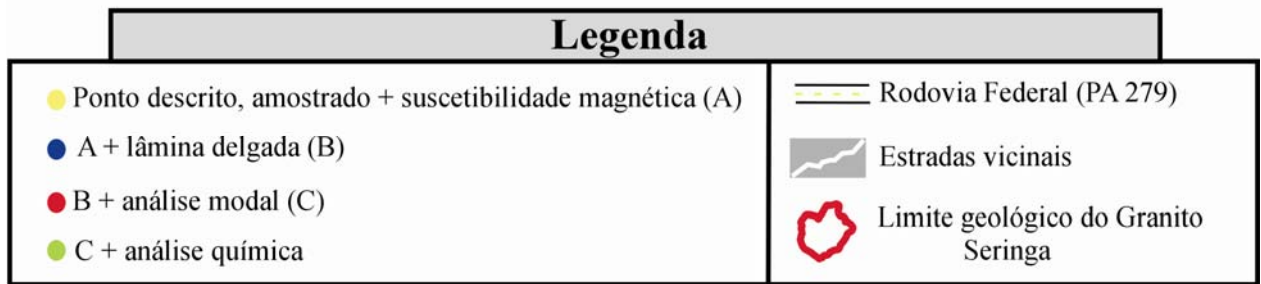 Legenda
Ponto descrito, amostrado + suscetibilidade magnética (A)
A + lâmina delgada (B)
B + análise modal (C)
C + análise química
Rodovia Federal (PA 279)
Estradas vicinais
Limite geológico do Granito
Seringa